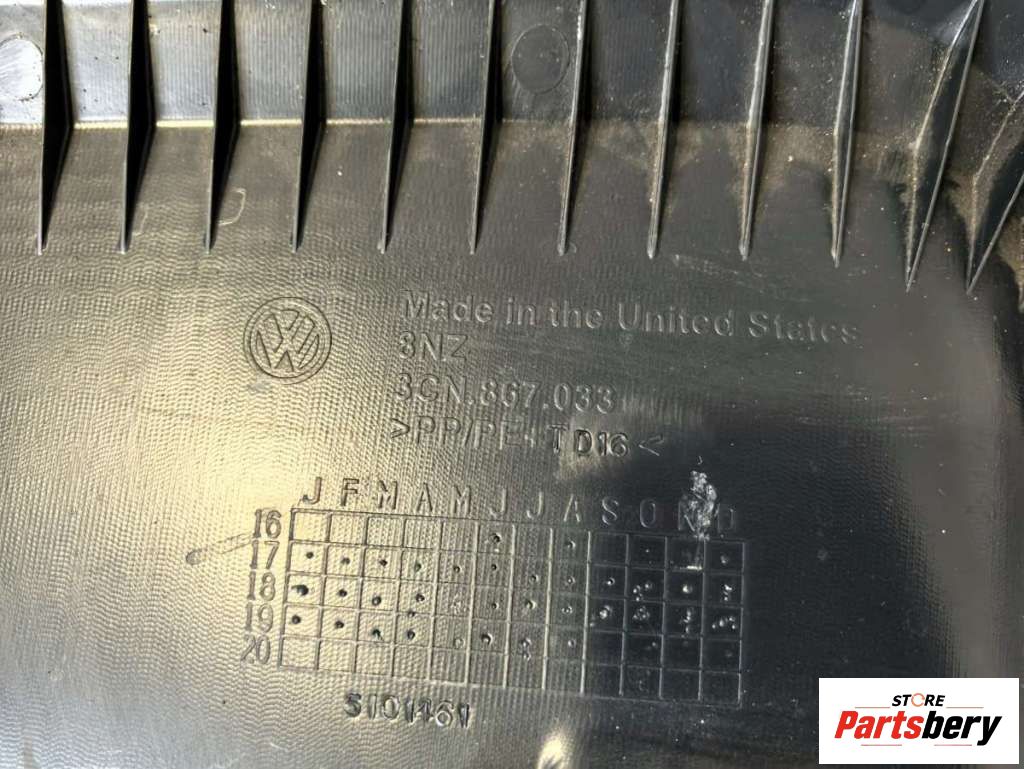 Made in the United States
3NZ
3CN.867.033
>PP/PE-TD16<
J F M A M J J A S O N D
16
17
18
19
20
S101461
STORE
Partsbery